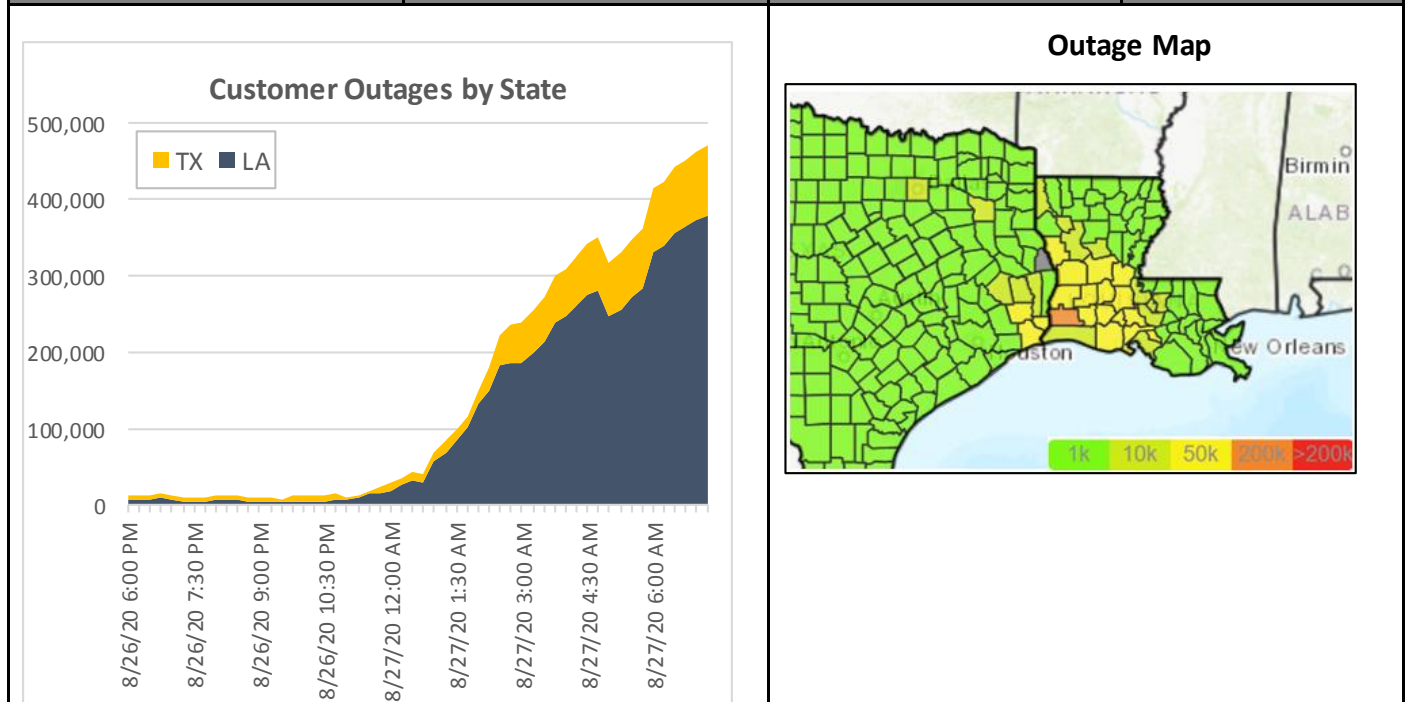 Customer Outages by State
500,000
TX LA
400,000
300,000
200,000
100,000
0
8/26/20 6:00 PM
8/26/20 7:30 PM
8/26/20 9:00 PM
8/26/20 10:30 PM
8/27/20 12:00 AM
8/27/20 1:30 AM
8/27/20 3:00 AM
8/27/20 4:30 AM
8/27/20 6:00 AM
Outage Map
Birmin
ALAB
uston
ew Orleans
1k 10k 50k 200k >200k